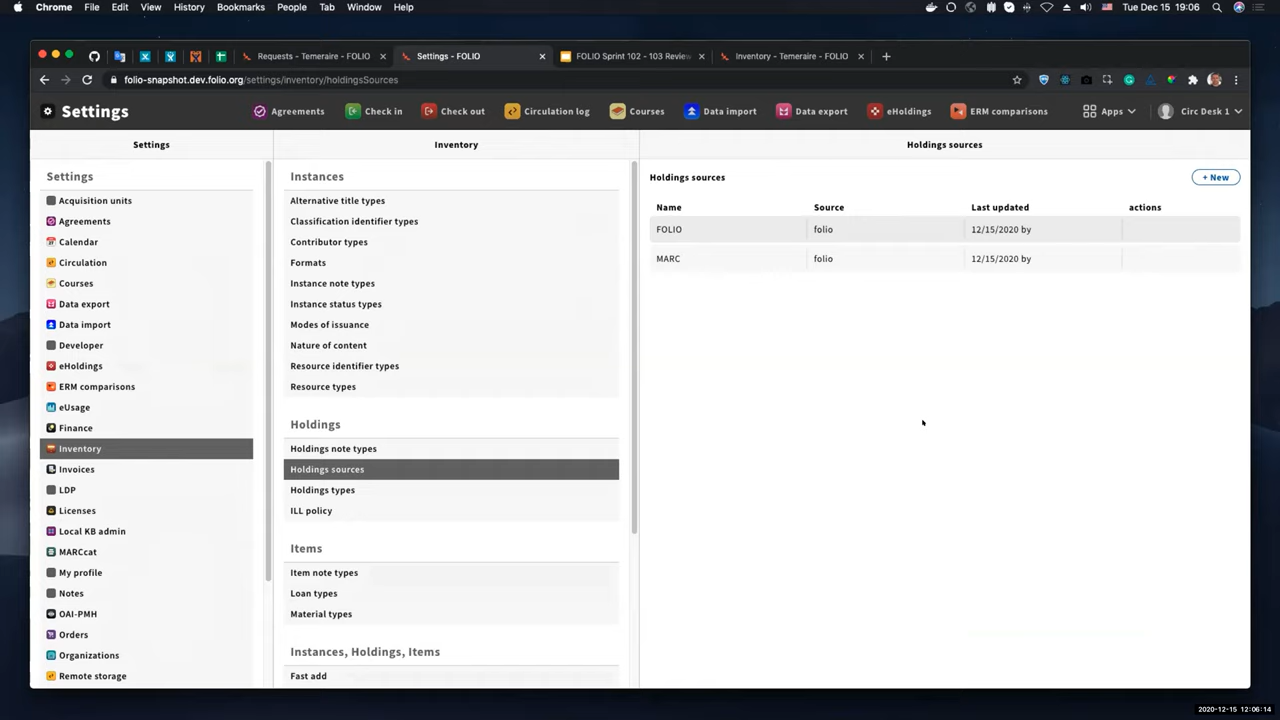 Chrome File Edit View History Bookmarks People Tab Window Help Tue Dec 15 19:06
Requests - Temeraire - FOLIO Settings - FOLIO FOLIO Sprint 102 - 103 Review Inventory - Temeraire - FOLIO
folio-snapshot.dev.folio.org/settings/inventory/holdingsSources
Settings Agreements Check in Check out Circulation log Courses Data import Data export eHoldings ERM comparisons Apps Circ Desk 1
Settings
Settings
Acquisition units
Agreements
Calendar
Circulation
Courses
Data export
Data import
Developer
eHoldings
ERM comparisons
eUsage
Finance
Inventory
Invoices
LDP
Licenses
Local KB admin
MARCcat
My profile
Notes
OAI-PMH
Orders
Organizations
Remote storage
Inventory
Instances
Alternative title types
Classification identifier types
Contributor types
Formats
Instance note types
Instance status types
Modes of issuance
Nature of content
Resource identifier types
Resource types
Holdings
Holdings note types
Holdings sources
Holdings types
ILL policy
Items
Item note types
Loan types
Material types
Instances, Holdings, Items
Fast add
Holdings sources
Holdings sources + New
Name Source Last updated actions
FOLIO folio 12/15/2020 by
MARC folio 12/15/2020 by
2020-12-15 12:06:14